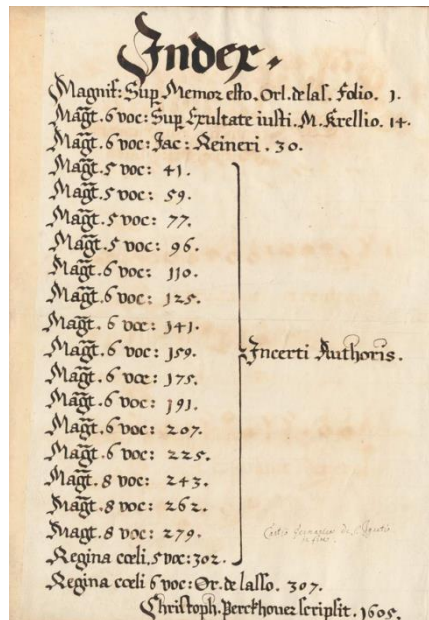 Index.
Magnif: Sup Memor esto. Orl. de las. Folio. 1.
Magt. 6 voc: Sup Exultate iusti. M. Krellio. 14.
Magt. 6 voc: Jac: Reineri. 30.
Magt. 5 voc: 41.
Magt. 5 voc: 59.
Magt. 5 voc: 77.
Magt. 5 voc: 96.
Magt. 6 voc: 110.
Magt. 6 voc: 125.
Magt. 6 voc: 141.
Magt. 6 voc: 159.
Incerti Authoris.
Magt. 6 voc: 175.
Magt. 6 voc: 191.
Magt. 6 voc: 207.
Magt. 6 voc: 225.
Magt. 8 voc: 243.
Magt. 8 voc: 262.
Magt. 8 voc: 279.
Regina cœli. 5 voc: 302.
Regina cœli 6 voc: Or. de lasso. 307.
Christoph. Perckhouer scripsit. 1605.